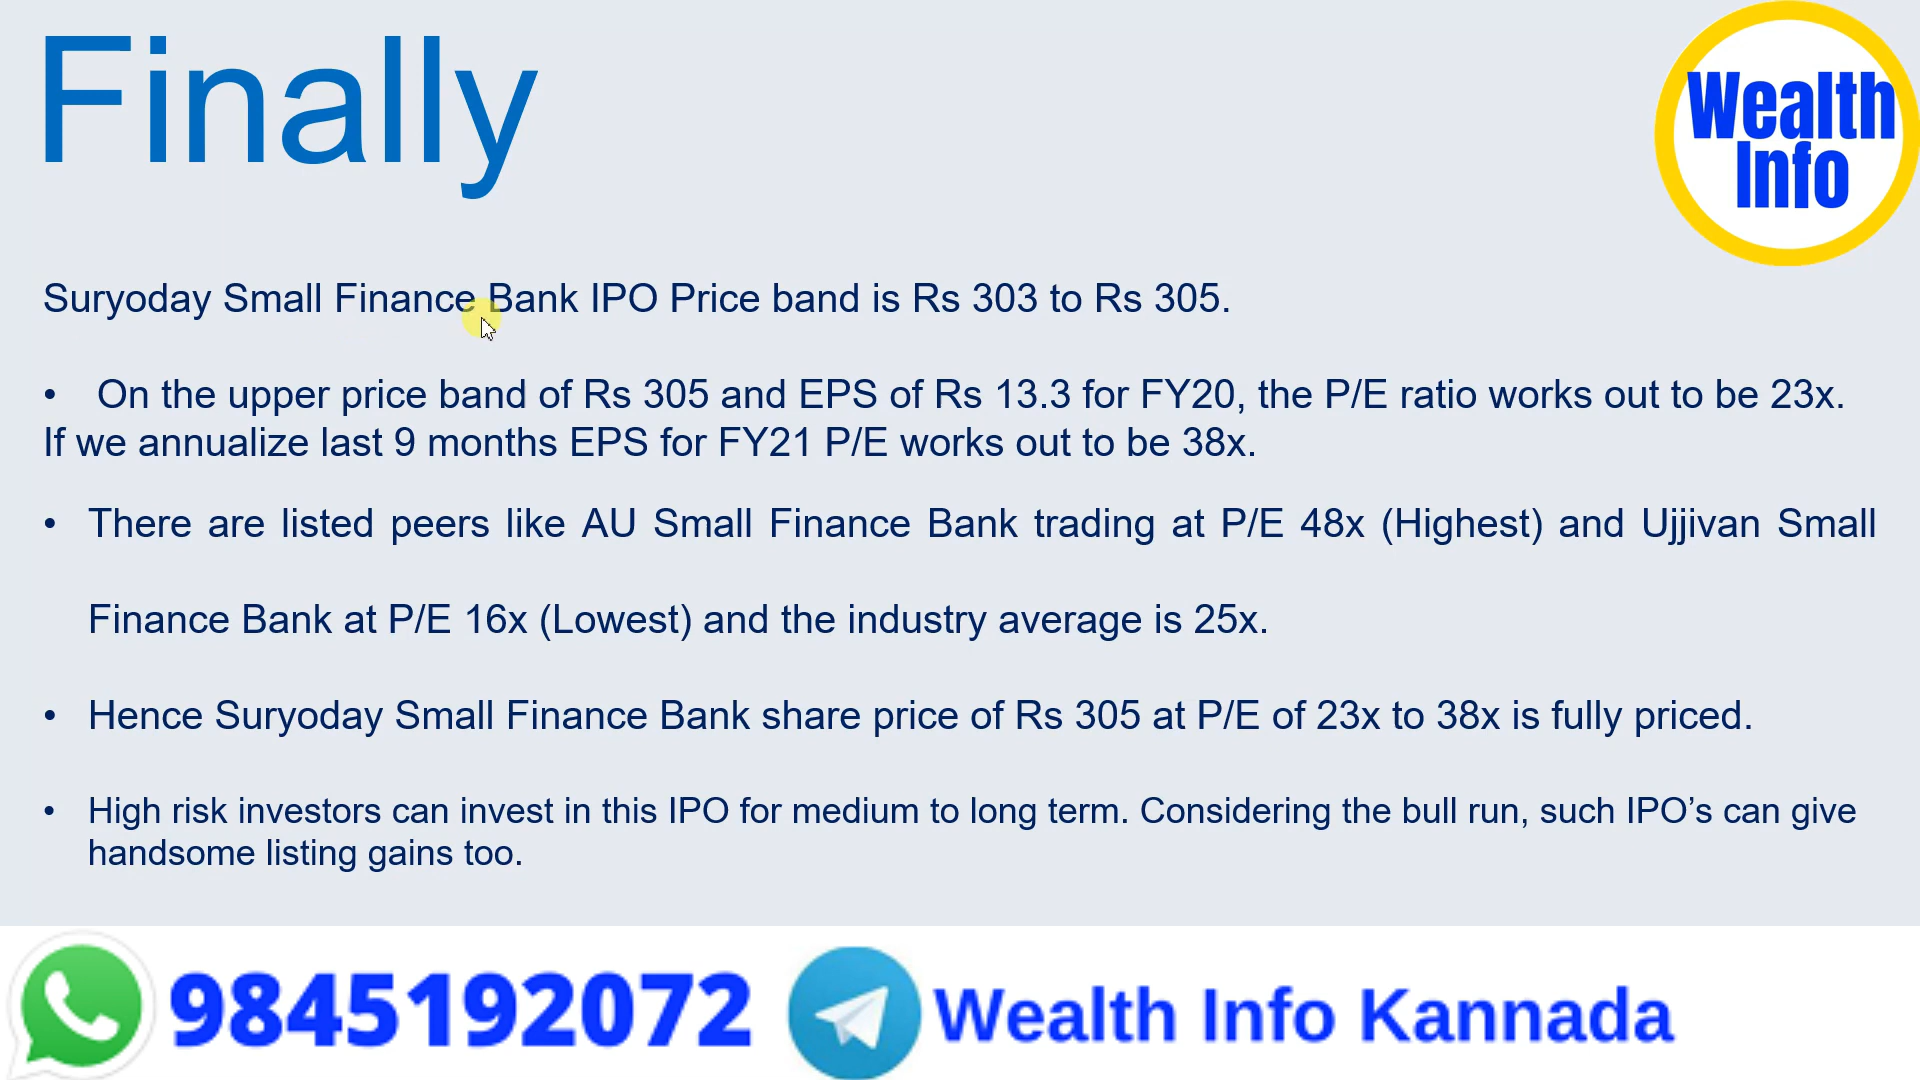 Finally
Wealth
Info
Suryoday Small Finance Bank IPO Price band is Rs 303 to Rs 305.
• On the upper price band of Rs 305 and EPS of Rs 13.3 for FY20, the P/E ratio works out to be 23x.
If we annualize last 9 months EPS for FY21 P/E works out to be 38x.
• There are listed peers like AU Small Finance Bank trading at P/E 48x (Highest) and Ujjivan Small
Finance Bank at P/E 16x (Lowest) and the industry average is 25x.
• Hence Suryoday Small Finance Bank share price of Rs 305 at P/E of 23x to 38x is fully priced.
• High risk investors can invest in this IPO for medium to long term. Considering the bull run, such IPO’s can give
handsome listing gains too.
9845192072
Wealth Info Kannada